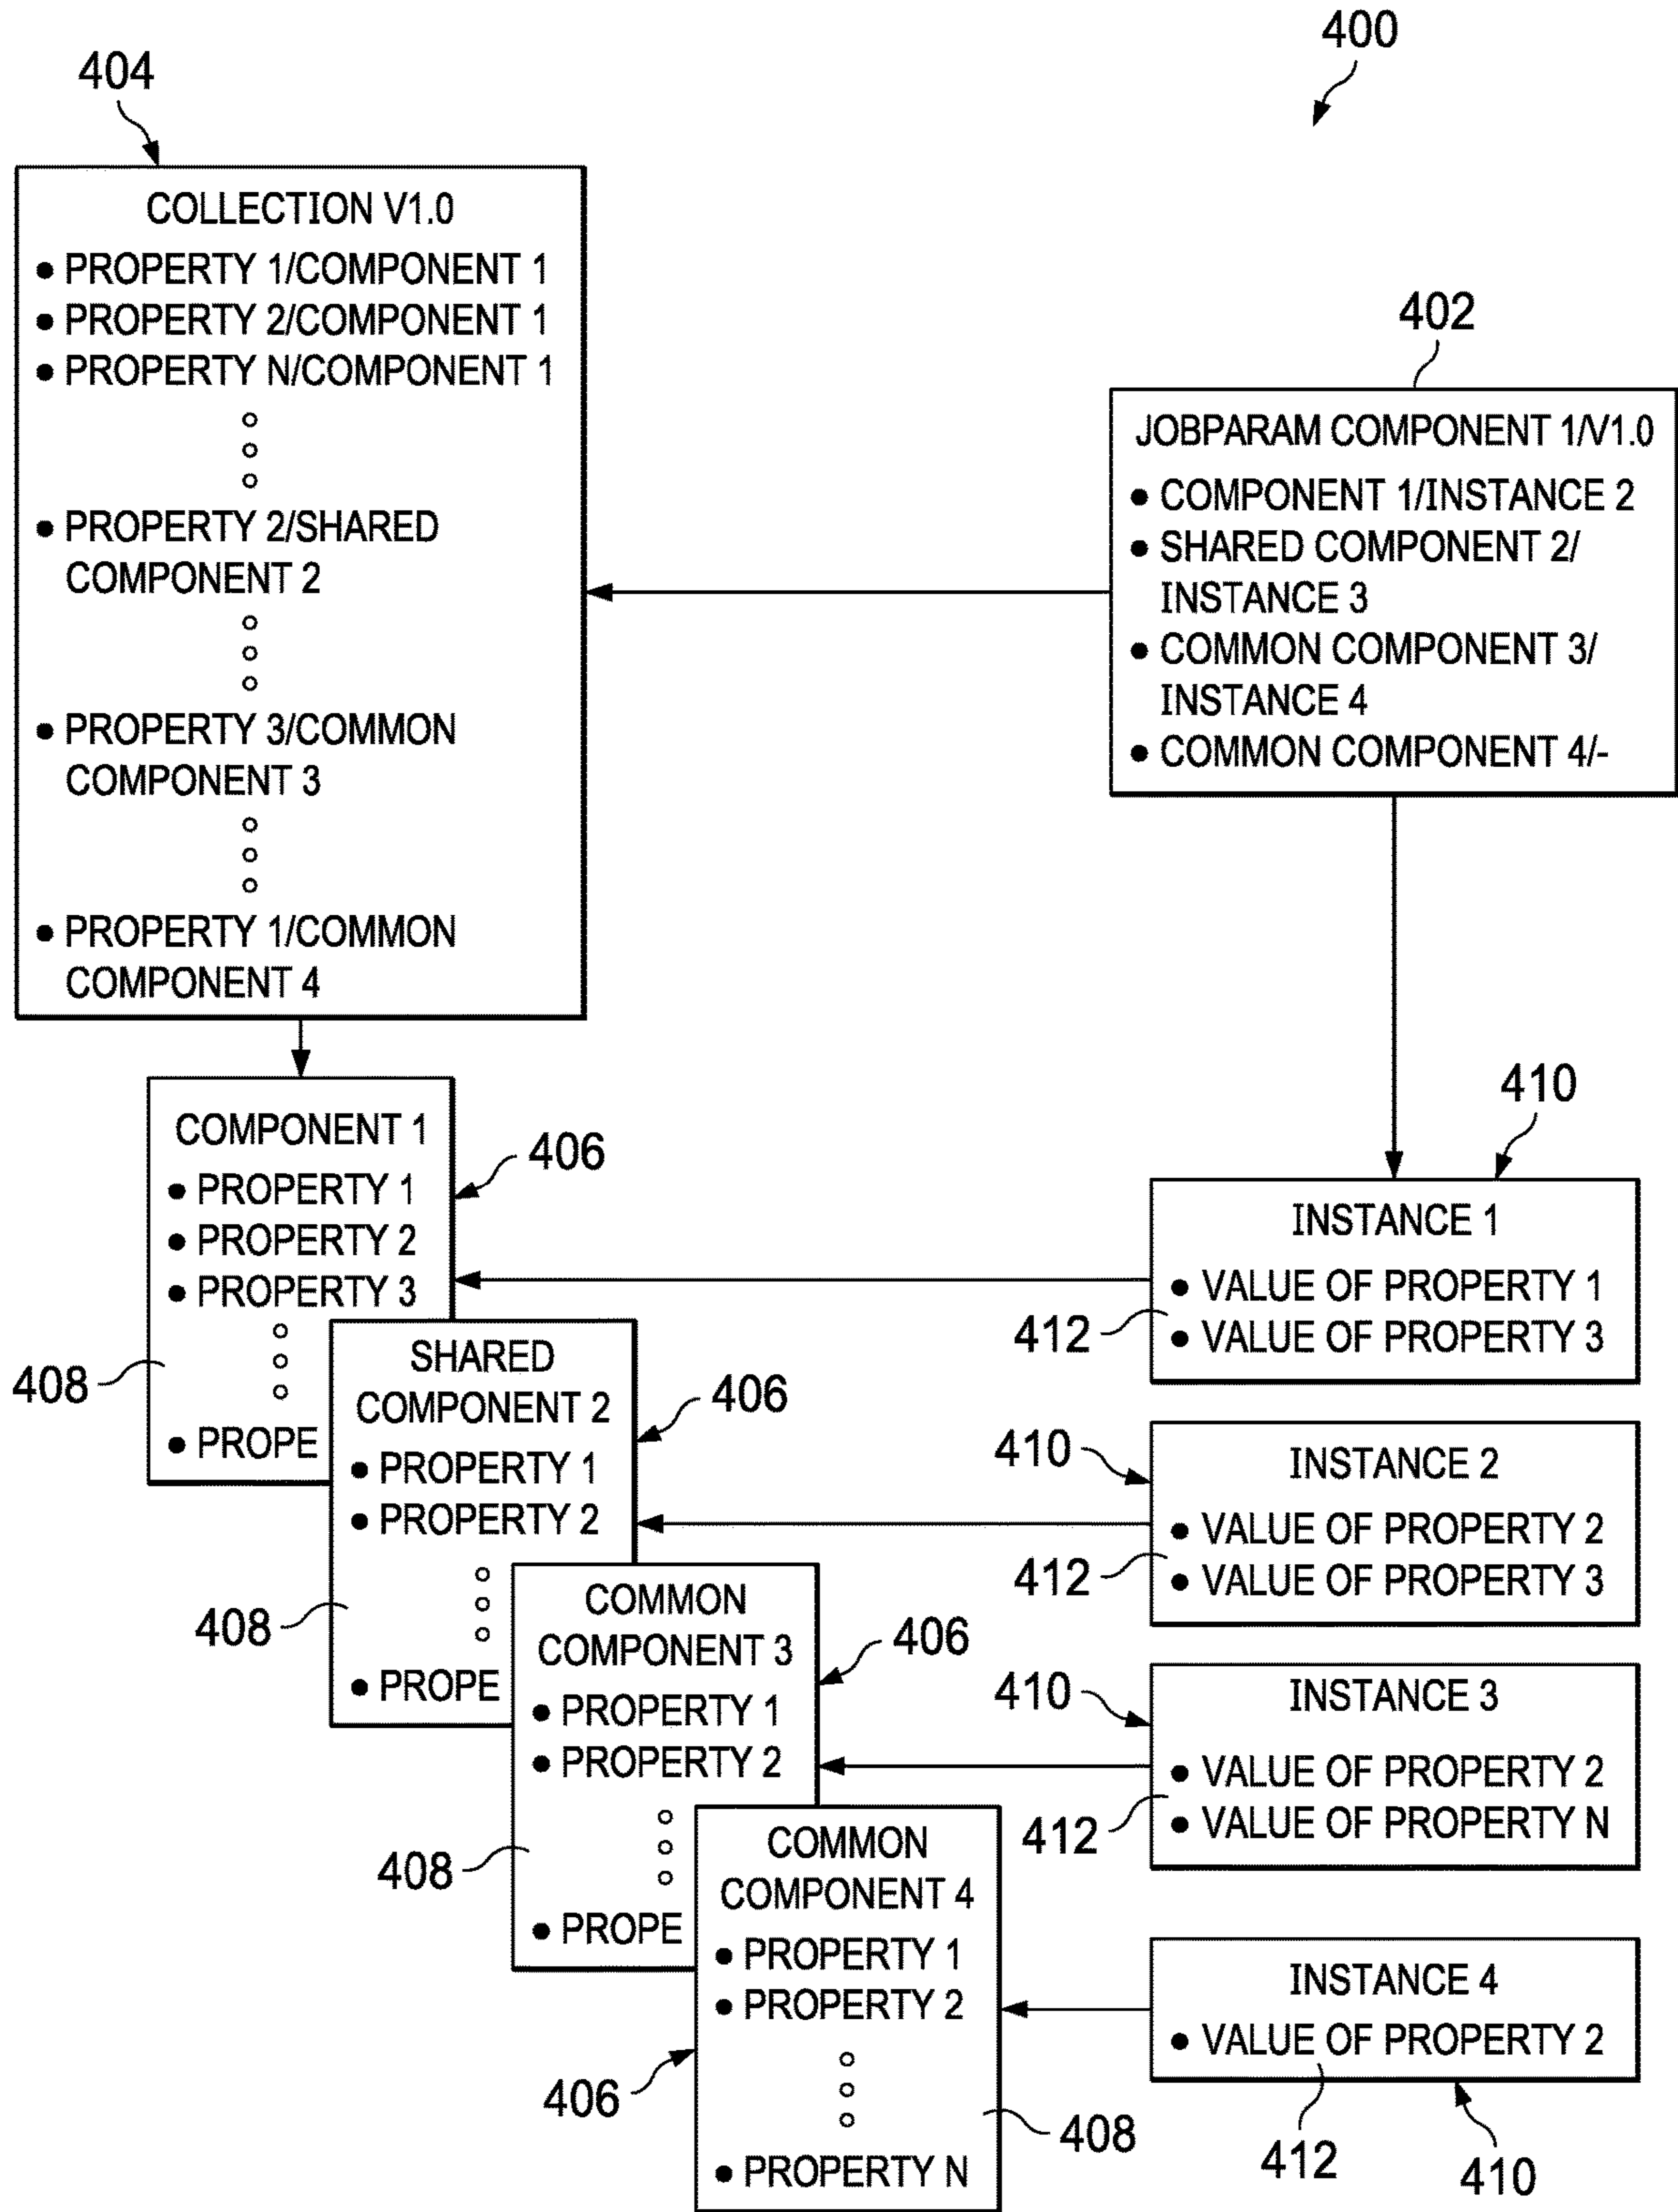 400
404
COLLECTION V1.0
• PROPERTY 1/COMPONENT 1
• PROPERTY 2/COMPONENT 1
• PROPERTY N/COMPONENT 1
• PROPERTY 2/SHARED
COMPONENT 2
• PROPERTY 3/COMMON
COMPONENT 3
• PROPERTY 1/COMMON
COMPONENT 4
402
JOBPARAM COMPONENT 1/V1.0
• COMPONENT 1/INSTANCE 2
• SHARED COMPONENT 2/
INSTANCE 3
• COMMON COMPONENT 3/
INSTANCE 4
• COMMON COMPONENT 4/-
COMPONENT 1
• PROPERTY 1
• PROPERTY 2
• PROPERTY 3
• PROPE
406
408
SHARED
COMPONENT 2
• PROPERTY 1
• PROPERTY 2
• PROPE
406
408
COMMON
COMPONENT 3
• PROPERTY 1
• PROPERTY 2
• PROPE
406
408
COMMON
COMPONENT 4
• PROPERTY 1
• PROPERTY 2
• PROPERTY N
406
408
410
INSTANCE 1
• VALUE OF PROPERTY 1
• VALUE OF PROPERTY 3
412
410
INSTANCE 2
• VALUE OF PROPERTY 2
• VALUE OF PROPERTY 3
412
410
INSTANCE 3
• VALUE OF PROPERTY 2
• VALUE OF PROPERTY N
412
INSTANCE 4
• VALUE OF PROPERTY 2
412
410